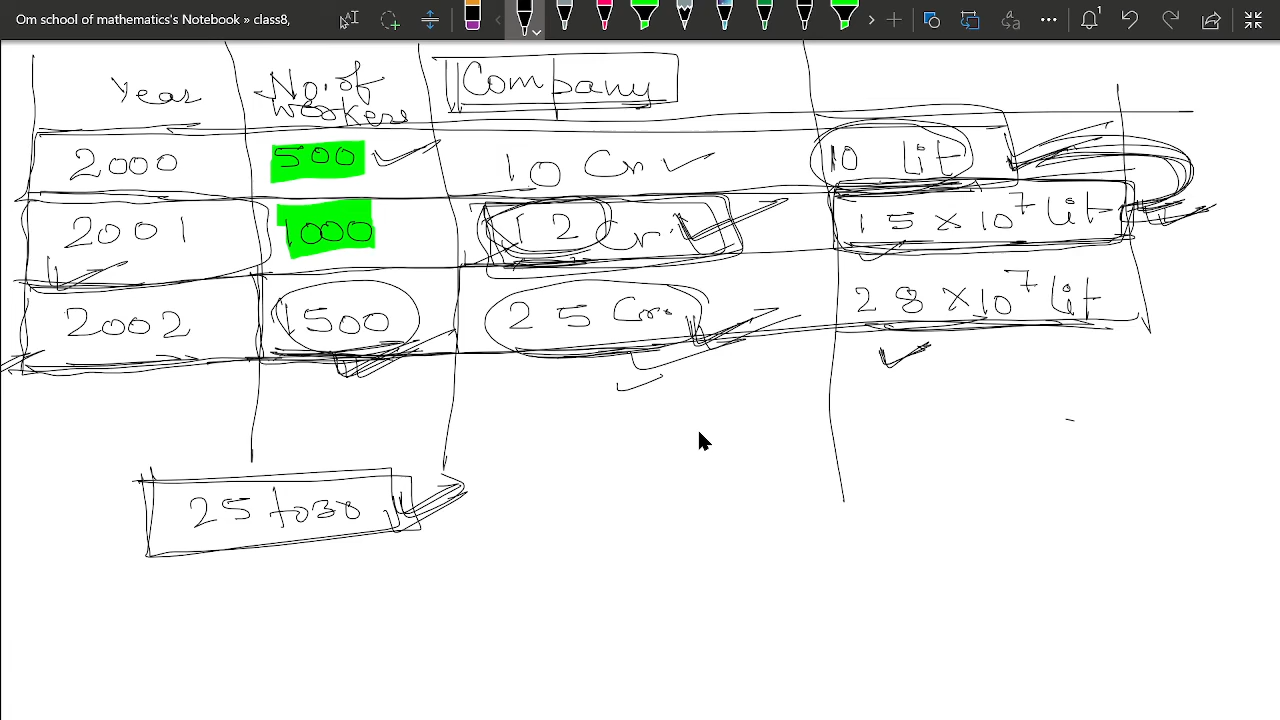 Om school of mathematics's Notebook » class8,
Year No. of Workers Company
2000 500 10 Cr 10 lit
2001 1000 12 Cr. 15 x 10⁷ lit
2002 1500 25 Cr. 28 x 10⁷ lit
25 to 30